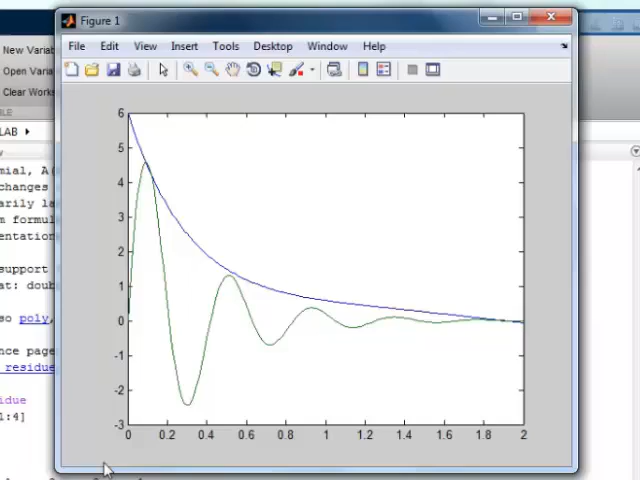 Figure 1
File Edit View Insert Tools Desktop Window Help
New Varia
Open Varia
Clear Works
LAB
mial, A(
changes
arily la
m formul
entation
support
at: doub
so poly,
nce page
residue
idue
1:4]
6
5
4
3
2
1
0
-1
-2
-3
0 0.2 0.4 0.6 0.8 1 1.2 1.4 1.6 1.8 2